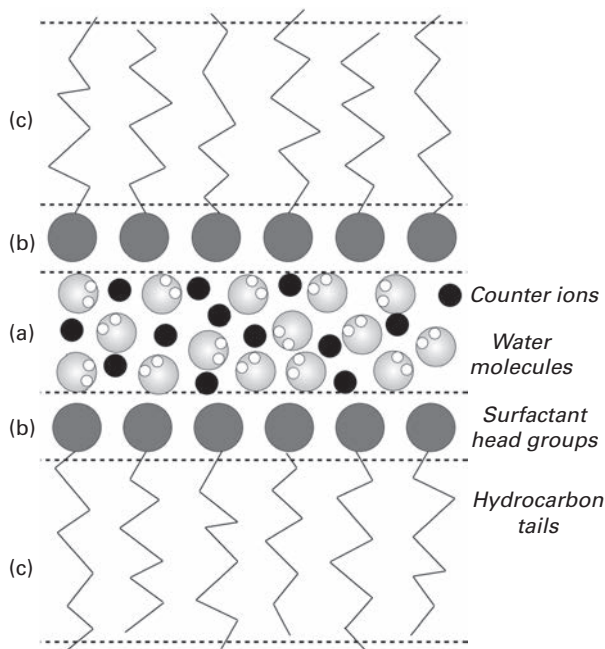 (c)
(b)
(a)
Counter ions
Water
molecules
(b)
Surfactant
head groups
Hydrocarbon
tails
(c)